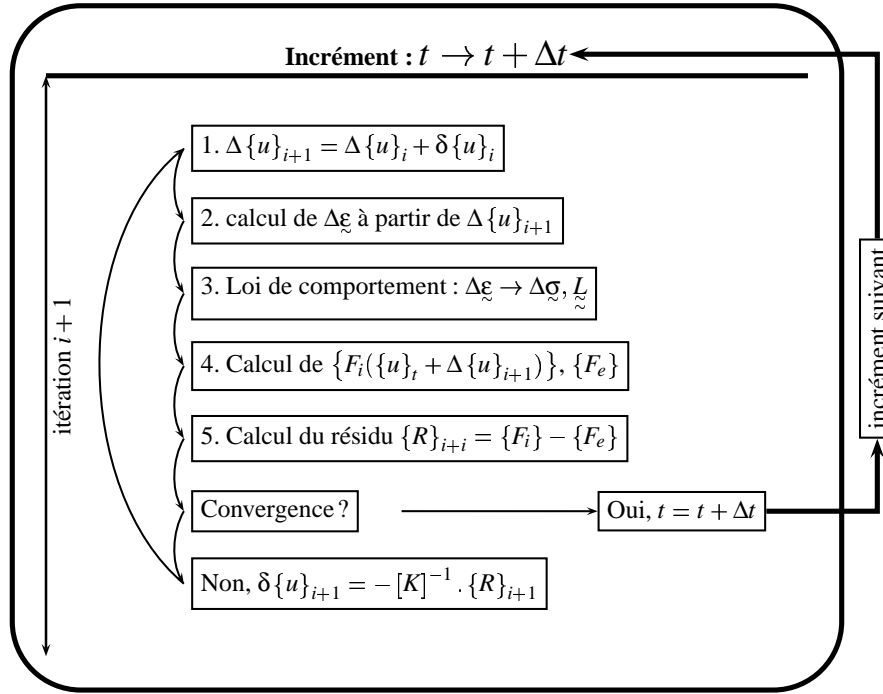 Incrément : t → t + Δt
1. Δ{u}_{i+1} = Δ{u}_i + δ{u}_i
2. calcul de Δε̰ à partir de Δ{u}_{i+1}
3. Loi de comportement : Δε̰ → Δσ̰, L̰̰
4. Calcul de {F_i({u}_t + Δ{u}_{i+1})}, {F_e}
5. Calcul du résidu {R}_{i+i} = {F_i} − {F_e}
Convergence ?
Oui, t = t + Δt
Non, δ{u}_{i+1} = −[K]^{-1} . {R}_{i+1}
itération i + 1
incrément suivant